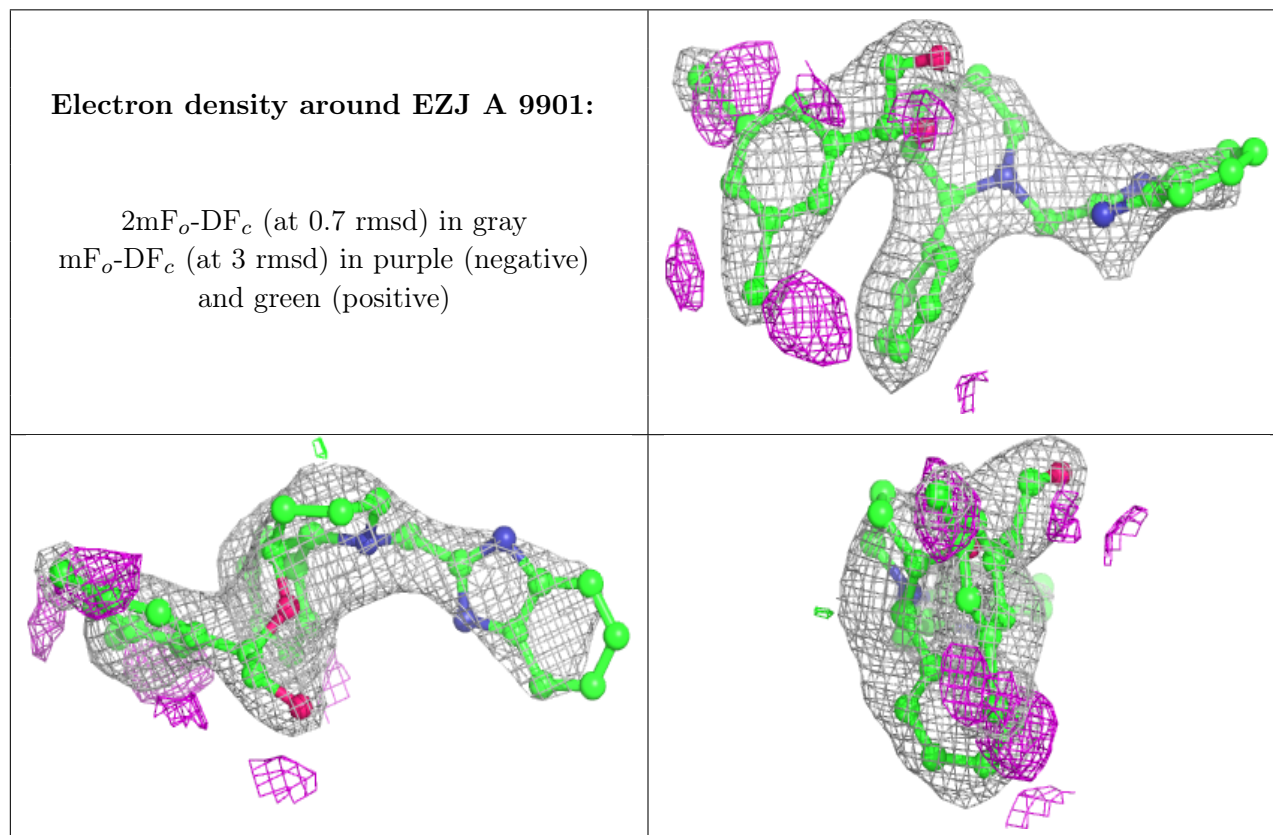 Electron density around EZJ A 9901:
2mFo-DFc (at 0.7 rmsd) in gray
mFo-DFc (at 3 rmsd) in purple (negative)
and green (positive)